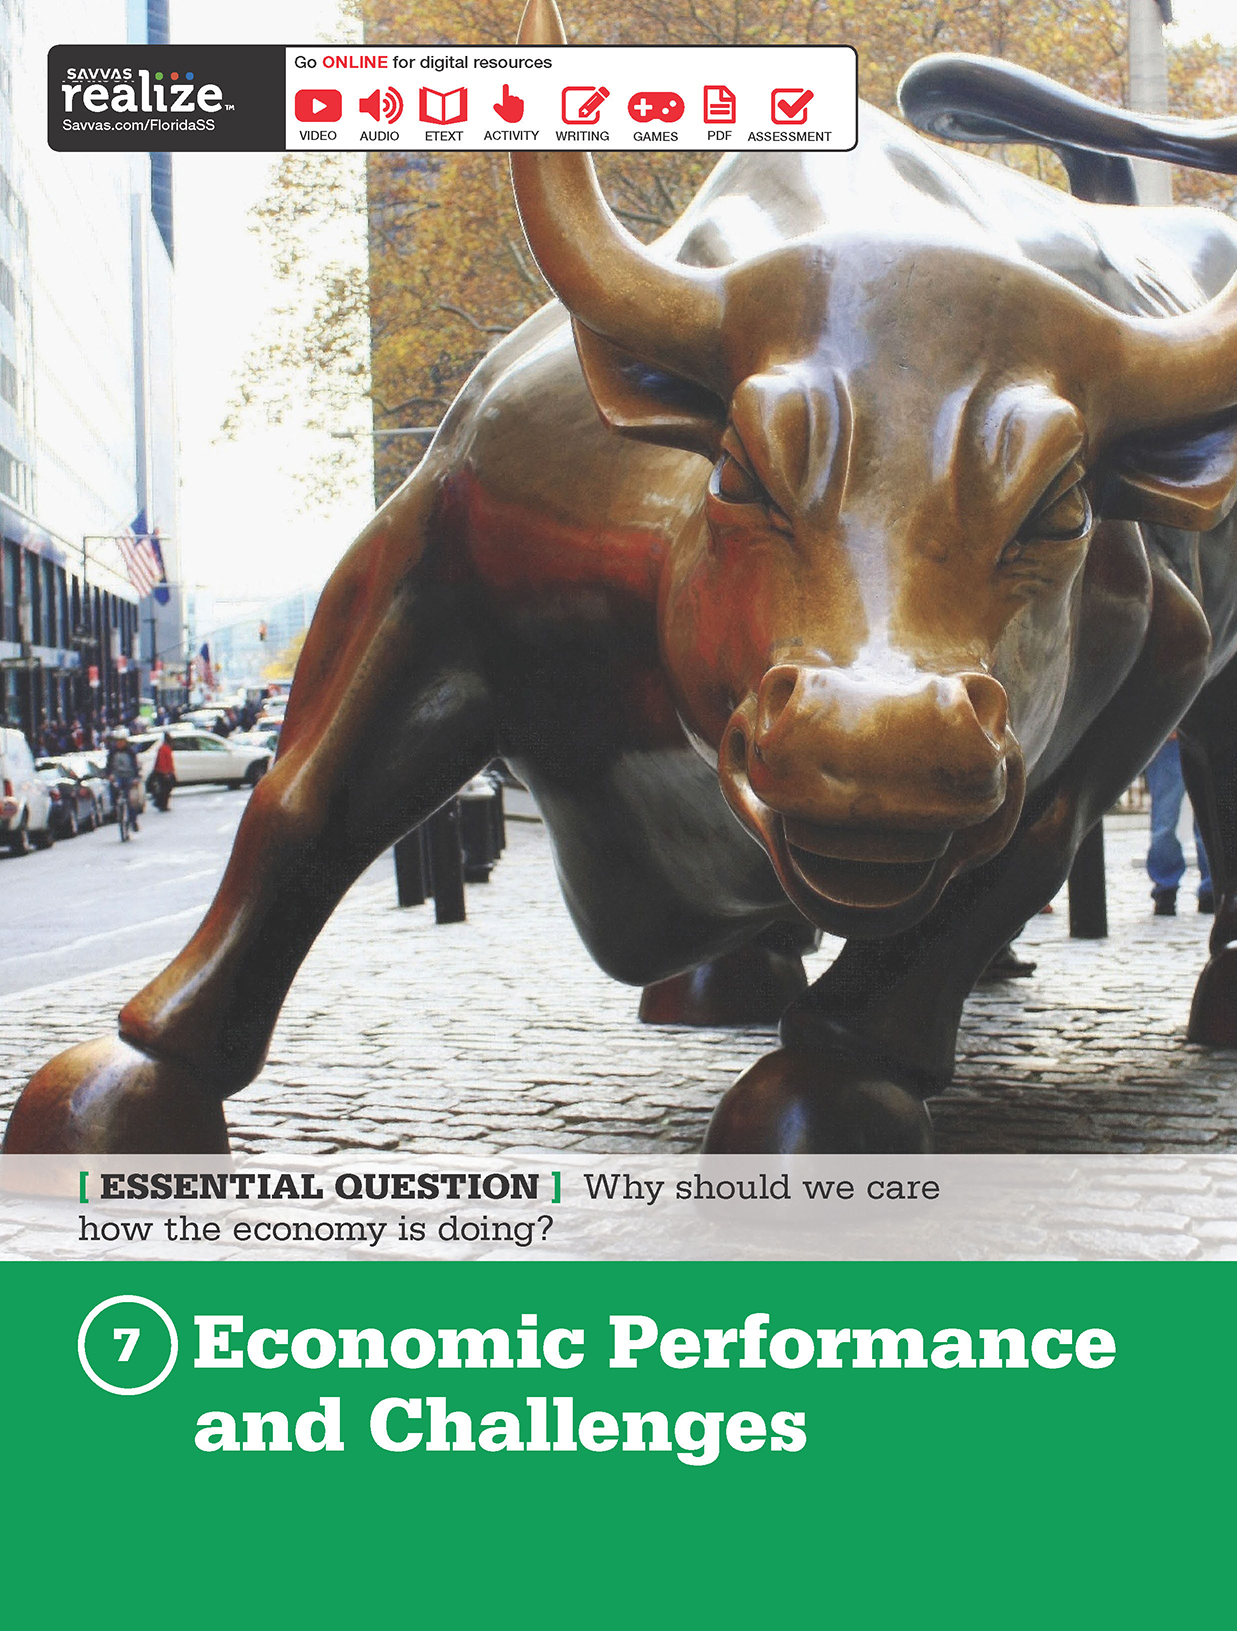 SAVVAS
realize™
Savvas.com/FloridaSS
Go ONLINE for digital resources
VIDEO AUDIO ETEXT ACTIVITY WRITING GAMES PDF ASSESSMENT
[ ESSENTIAL QUESTION ] Why should we care
how the economy is doing?
7 Economic Performance
and Challenges